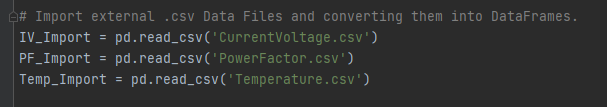 # Import external .csv Data Files and converting them into DataFrames.
IV_Import = pd.read_csv('CurrentVoltage.csv')
PF_Import = pd.read_csv('PowerFactor.csv')
Temp_Import = pd.read_csv('Temperature.csv')